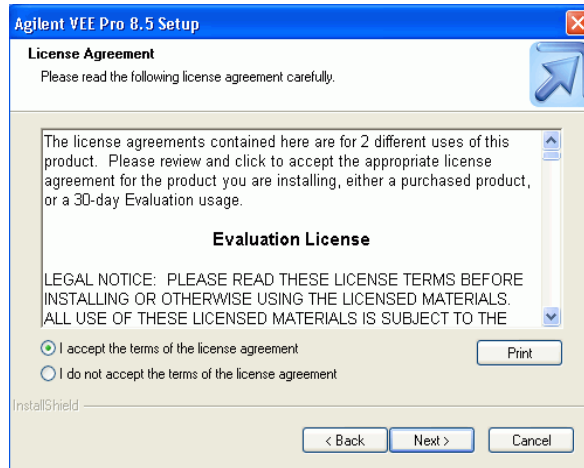 Agilent VEE Pro 8.5 Setup
License Agreement
Please read the following license agreement carefully.
The license agreements contained here are for 2 different uses of this
product. Please review and click to accept the appropriate license
agreement for the product you are installing, either a purchased product,
or a 30-day Evaluation usage.
Evaluation License
LEGAL NOTICE: PLEASE READ THESE LICENSE TERMS BEFORE
INSTALLING OR OTHERWISE USING THE LICENSED MATERIALS.
ALL USE OF THESE LICENSED MATERIALS IS SUBJECT TO THE
I accept the terms of the license agreement
Print
I do not accept the terms of the license agreement
InstallShield
< Back
Next >
Cancel